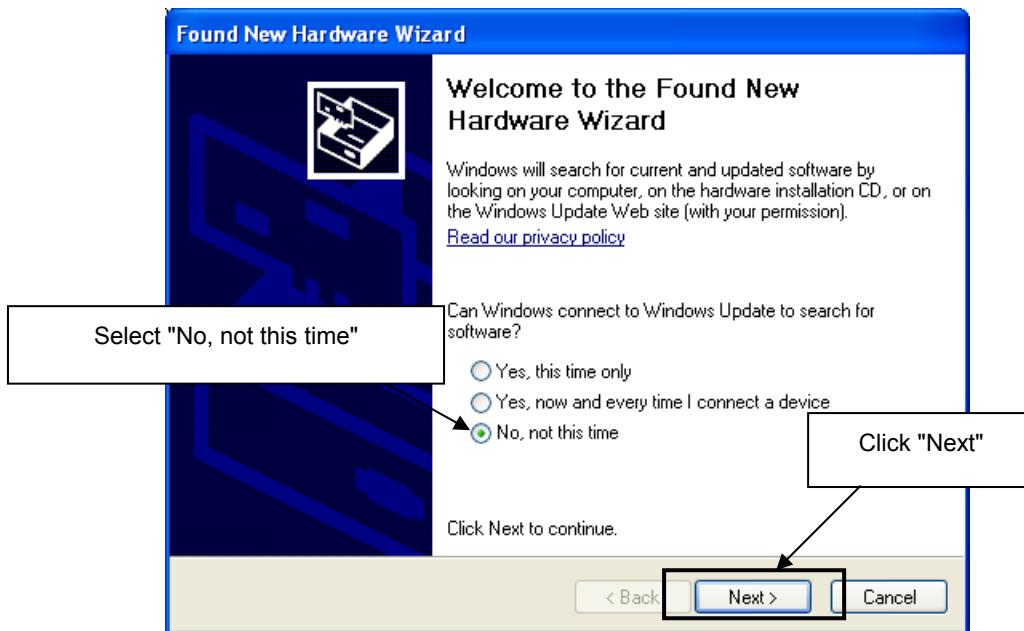 Found New Hardware Wizard
Welcome to the Found New
Hardware Wizard
Windows will search for current and updated software by
looking on your computer, on the hardware installation CD, or on
the Windows Update Web site (with your permission).
Read our privacy policy
Can Windows connect to Windows Update to search for
software?
Select "No, not this time"
Yes, this time only
Yes, now and every time I connect a device
No, not this time
Click "Next"
Click Next to continue.
< Back
Next >
Cancel